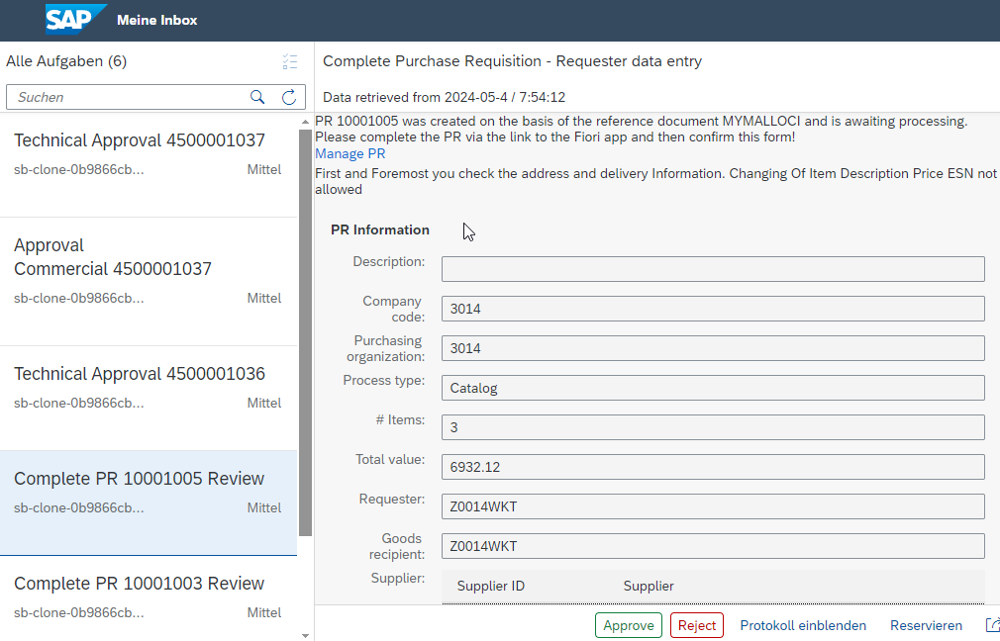 SAP Meine Inbox
Alle Aufgaben (6)
Suchen
Technical Approval 4500001037
sb-clone-0b9866cb... Mittel
Approval
Commercial 4500001037
sb-clone-0b9866cb... Mittel
Technical Approval 4500001036
sb-clone-0b9866cb... Mittel
Complete PR 10001005 Review
sb-clone-0b9866cb... Mittel
Complete PR 10001003 Review
sb-clone-0b9866cb... Mittel
Complete Purchase Requisition - Requester data entry
Data retrieved from 2024-05-4 / 7:54:12
PR 10001005 was created on the basis of the reference document MYMALLOCI and is awaiting processing.
Please complete the PR via the link to the Fiori app and then confirm this form!
Manage PR
First and Foremost you check the address and delivery Information. Changing Of Item Description Price ESN not
allowed
PR Information
Description:
Company
code: 3014
Purchasing
organization: 3014
Process type: Catalog
# Items: 3
Total value: 6932.12
Requester: Z0014WKT
Goods
recipient: Z0014WKT
Supplier: Supplier ID Supplier
Approve Reject Protokoll einblenden Reservieren